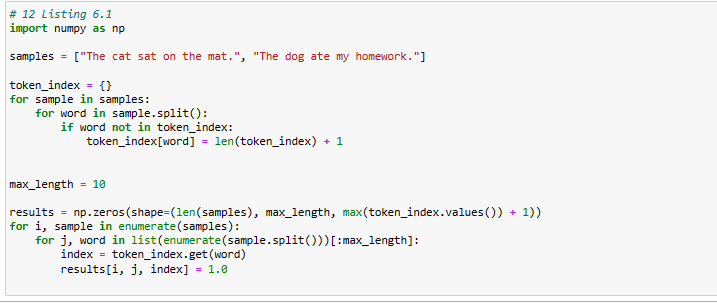 # 12 Listing 6.1
import numpy as np
samples = ["The cat sat on the mat.", "The dog ate my homework."]
token_index = {}
for sample in samples:
    for word in sample.split():
        if word not in token_index:
            token_index[word] = len(token_index) + 1
max_length = 10
results = np.zeros(shape=(len(samples), max_length, max(token_index.values()) + 1))
for i, sample in enumerate(samples):
    for j, word in list(enumerate(sample.split()))[:max_length]:
        index = token_index.get(word)
        results[i, j, index] = 1.0